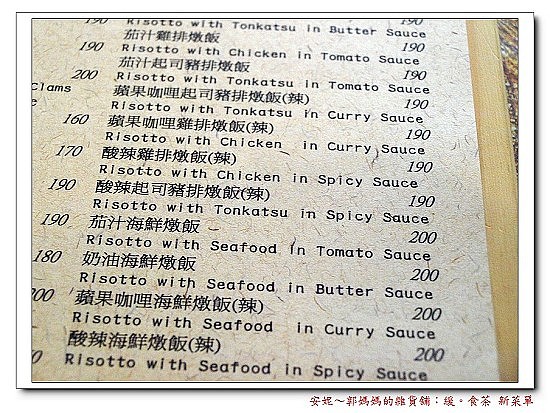 190
Risotto with Tonkatsu in Butter Sauce
茄汁雞排燉飯 190
190 Risotto with Chicken in Tomato Sauce
茄汁起司豬排燉飯 190
200 Risotto with Tonkatsu in Tomato Sauce
Clams 蘋果咖哩起司豬排燉飯(辣) 190
Risotto with Tonkatsu in Curry Sauce
160 蘋果咖哩雞排燉飯(辣) 190
Risotto with Chicken in Curry Sauce
170 酸辣雞排燉飯(辣) 190
Risotto with Chicken in Spicy Sauce
190 酸辣起司豬排燉飯(辣) 190
Risotto with Tonkatsu in Spicy Sauce
190 茄汁海鮮燉飯 200
Risotto with Seafood in Tomato Sauce
180 奶油海鮮燉飯 200
Risotto with Seafood in Butter Sauce
200 蘋果咖哩海鮮燉飯(辣) 200
Risotto with Seafood in Curry Sauce
酸辣海鮮燉飯(辣) 200
Risotto with Seafood in Spicy Sauce
安妮～郭媽媽的雜貨舖：緩。食茶 新菜單